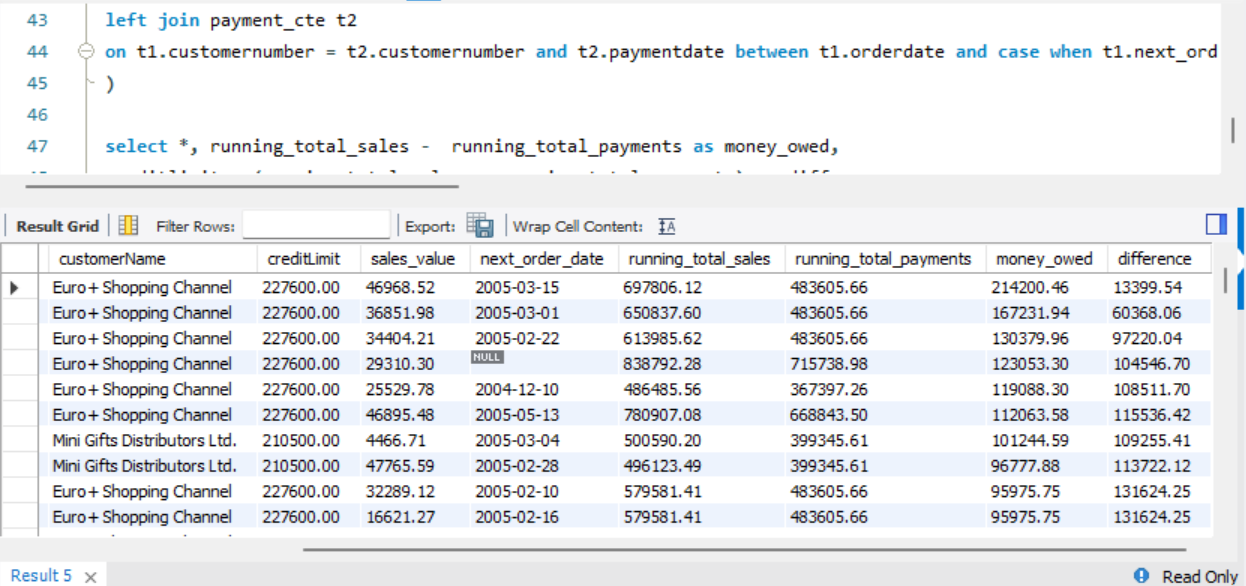 43 left join payment_cte t2
44 on t1.customernumber = t2.customernumber and t2.paymentdate between t1.orderdate and case when t1.next_ord
45 )
46
47 select *, running_total_sales - running_total_payments as money_owed,
Result Grid Filter Rows: Export: Wrap Cell Content: IA
customerName creditLimit sales_value next_order_date running_total_sales running_total_payments money_owed difference
Euro+ Shopping Channel 227600.00 46968.52 2005-03-15 697806.12 483605.66 214200.46 13399.54
Euro+ Shopping Channel 227600.00 36851.98 2005-03-01 650837.60 483605.66 167231.94 60368.06
Euro+ Shopping Channel 227600.00 34404.21 2005-02-22 613985.62 483605.66 130379.96 97220.04
Euro+ Shopping Channel 227600.00 29310.30 NULL 838792.28 715738.98 123053.30 104546.70
Euro+ Shopping Channel 227600.00 25529.78 2004-12-10 486485.56 367397.26 119088.30 108511.70
Euro+ Shopping Channel 227600.00 46895.48 2005-05-13 780907.08 668843.50 112063.58 115536.42
Mini Gifts Distributors Ltd. 210500.00 4466.71 2005-03-04 500590.20 399345.61 101244.59 109255.41
Mini Gifts Distributors Ltd. 210500.00 47765.59 2005-02-28 496123.49 399345.61 96777.88 113722.12
Euro+ Shopping Channel 227600.00 32289.12 2005-02-10 579581.41 483605.66 95975.75 131624.25
Euro+ Shopping Channel 227600.00 16621.27 2005-02-16 579581.41 483605.66 95975.75 131624.25
Result 5 Read Only